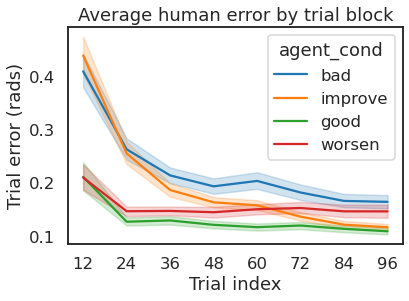 Average human error by trial block
agent_cond
bad
improve
good
worsen
Trial error (rads)
0.4
0.3
0.2
0.1
12 24 36 48 60 72 84 96
Trial index